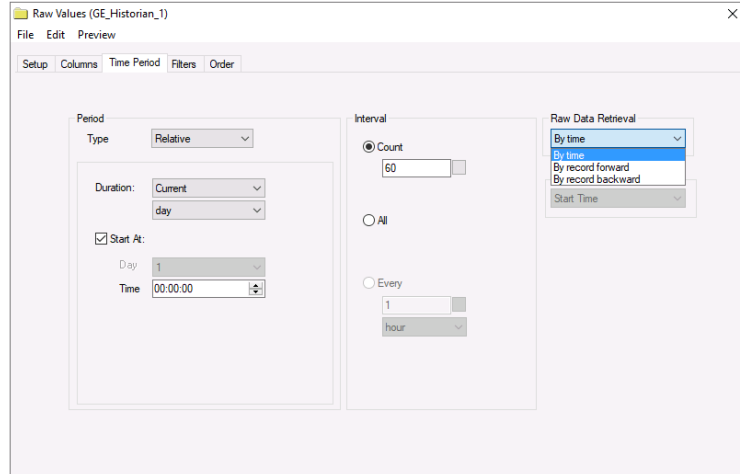 Raw Values (GE_Historian_1)
File Edit Preview
Setup Columns Time Period Filters Order
Period
Type Relative
Duration: Current
day
Start At:
Day 1
Time 00:00:00
Interval
Count
60
All
Every
1
hour
Raw Data Retrieval
By time
By time
By record forward
By record backward
Start Time